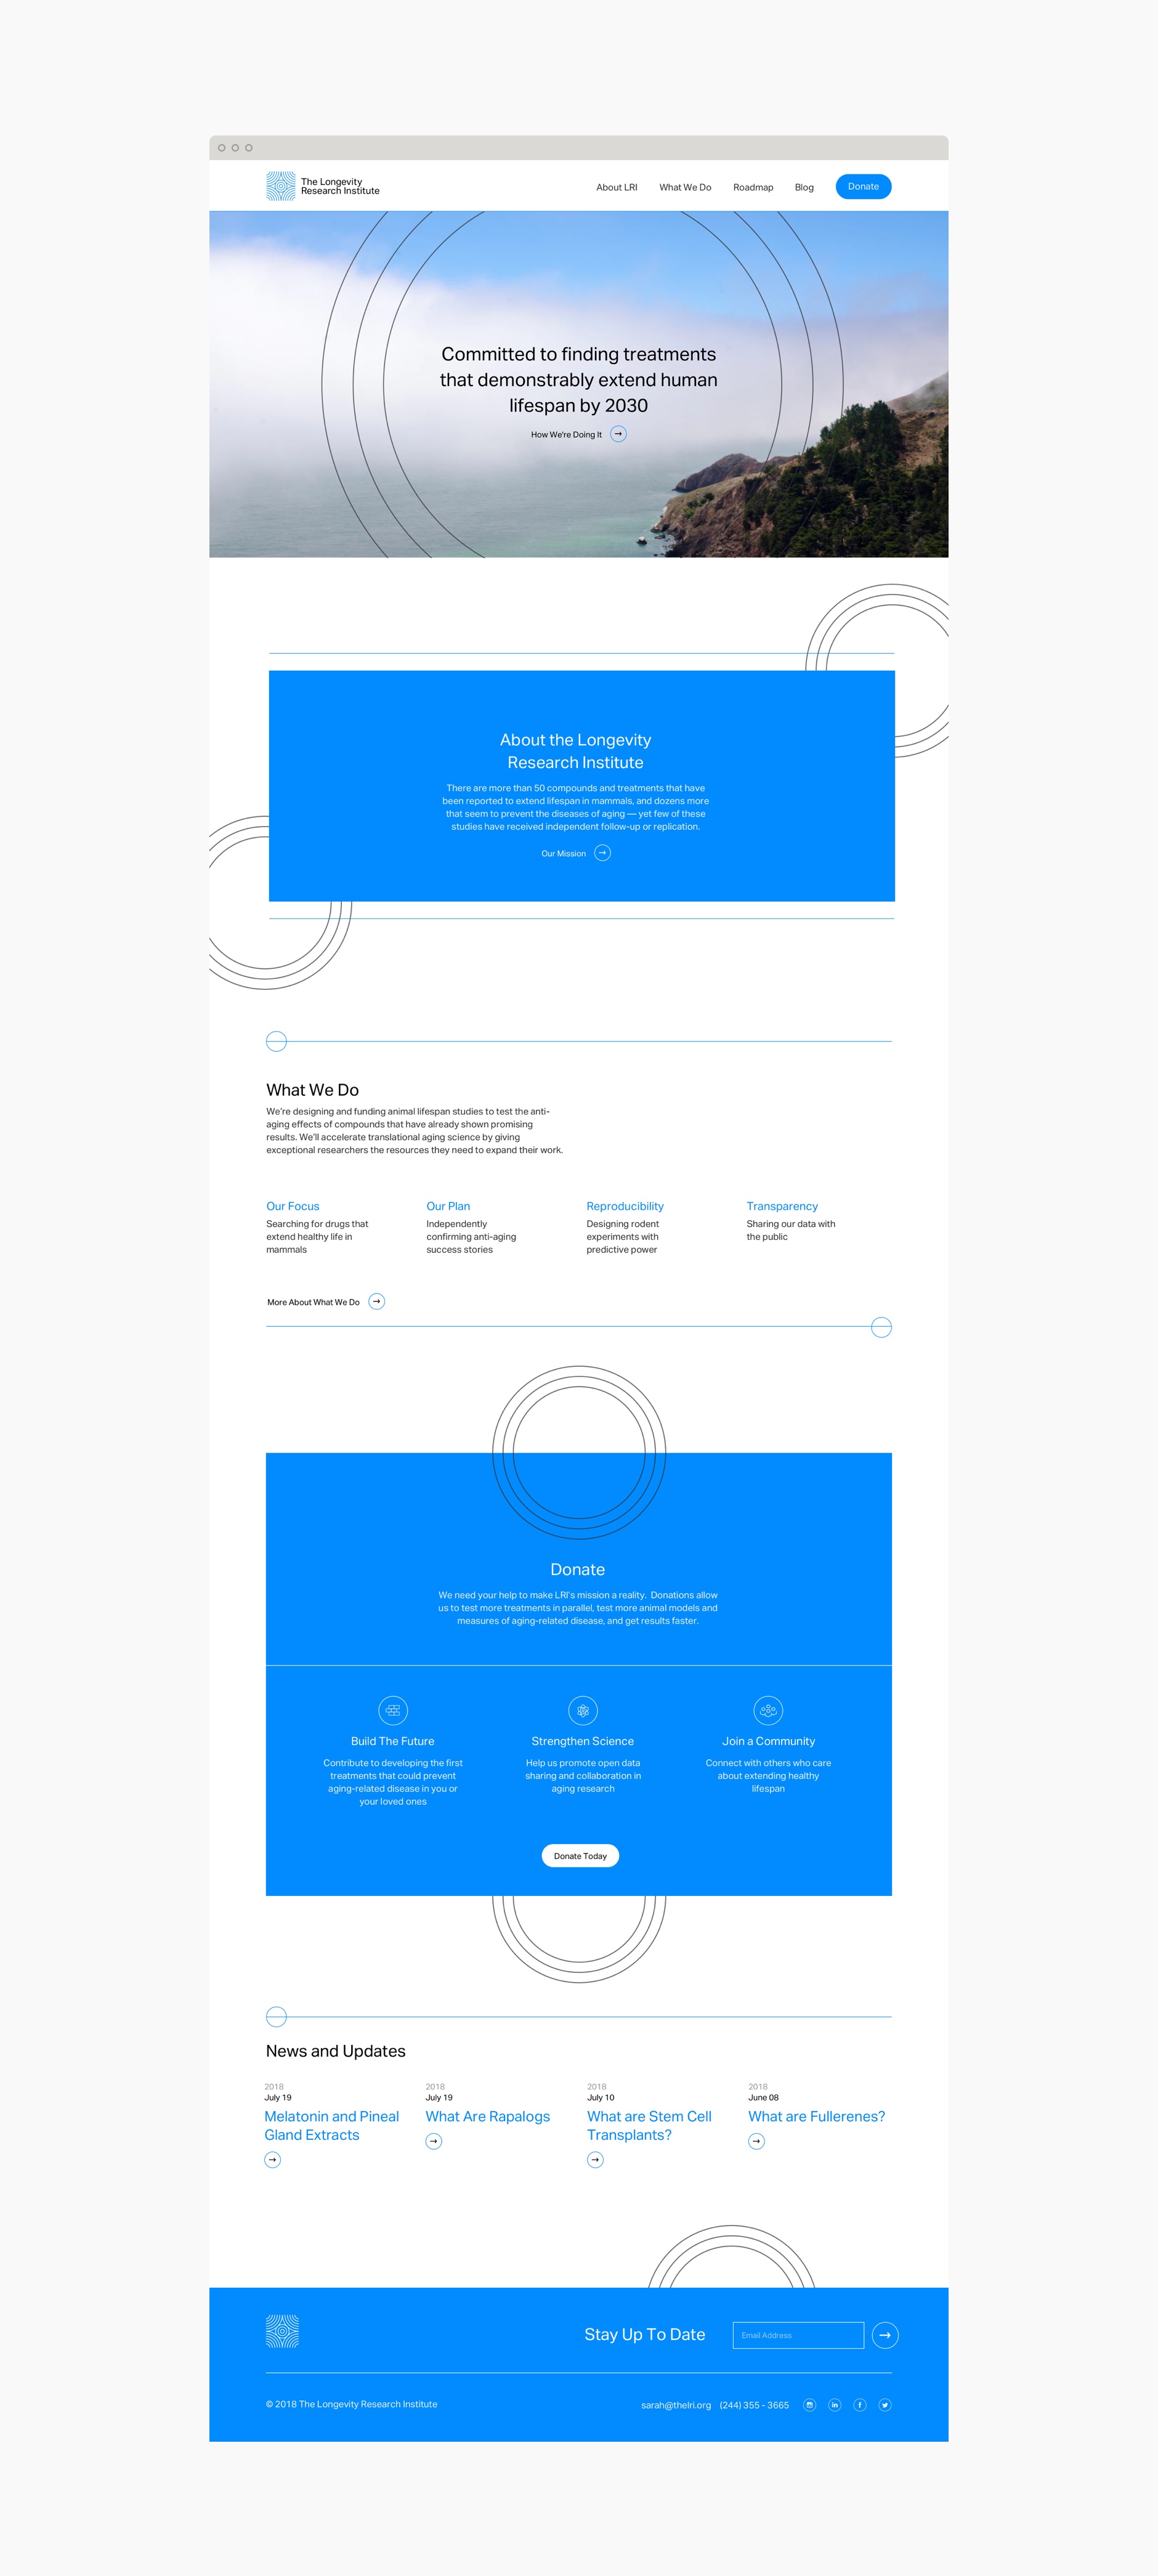 The Longevity
Research Institute
About LRI
What We Do
Roadmap
Blog
Donate
Committed to finding treatments
that demonstrably extend human
lifespan by 2030
How We're Doing It
About the Longevity
Research Institute
There are more than 50 compounds and treatments that have
been reported to extend lifespan in mammals, and dozens more
that seem to prevent the diseases of aging — yet few of these
studies have received independent follow-up or replication.
Our Mission
What We Do
We're designing and funding animal lifespan studies to test the anti-
aging effects of compounds that have already shown promising
results. We'll accelerate translational aging science by giving
exceptional researchers the resources they need to expand their work.
Our Focus
Searching for drugs that
extend healthy life in
mammals
Our Plan
Independently
confirming anti-aging
success stories
Reproducibility
Designing rodent
experiments with
predictive power
Transparency
Sharing our data with
the public
More About What We Do
Donate
We need your help to make LRI's mission a reality. Donations allow
us to test more treatments in parallel, test more animal models and
measures of aging-related disease, and get results faster.
Build The Future
Contribute to developing the first
treatments that could prevent
aging-related disease in you or
your loved ones
Strengthen Science
Help us promote open data
sharing and collaboration in
aging research
Join a Community
Connect with others who care
about extending healthy
lifespan
Donate Today
News and Updates
2018
July 19
Melatonin and Pineal
Gland Extracts
2018
July 19
What Are Rapalogs
2018
July 10
What are Stem Cell
Transplants?
2018
June 08
What are Fullerenes?
Stay Up To Date
Email Address
© 2018 The Longevity Research Institute
sarah@thelri.org
(244) 355 - 3665